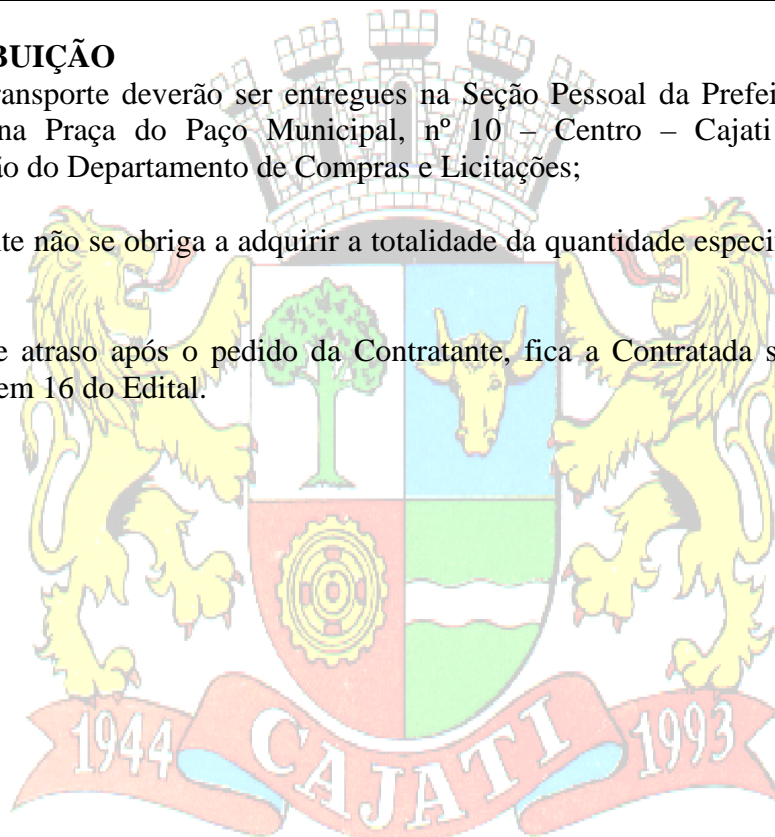 BUIÇÃO
ransporte deverão ser entregues na Seção Pessoal da Prefei
na Praça do Paço Municipal, nº 10 – Centro – Cajati
ão do Departamento de Compras e Licitações;
te não se obriga a adquirir a totalidade da quantidade especi
e atraso após o pedido da Contratante, fica a Contratada s
em 16 do Edital.
1944 CAJATI 1993